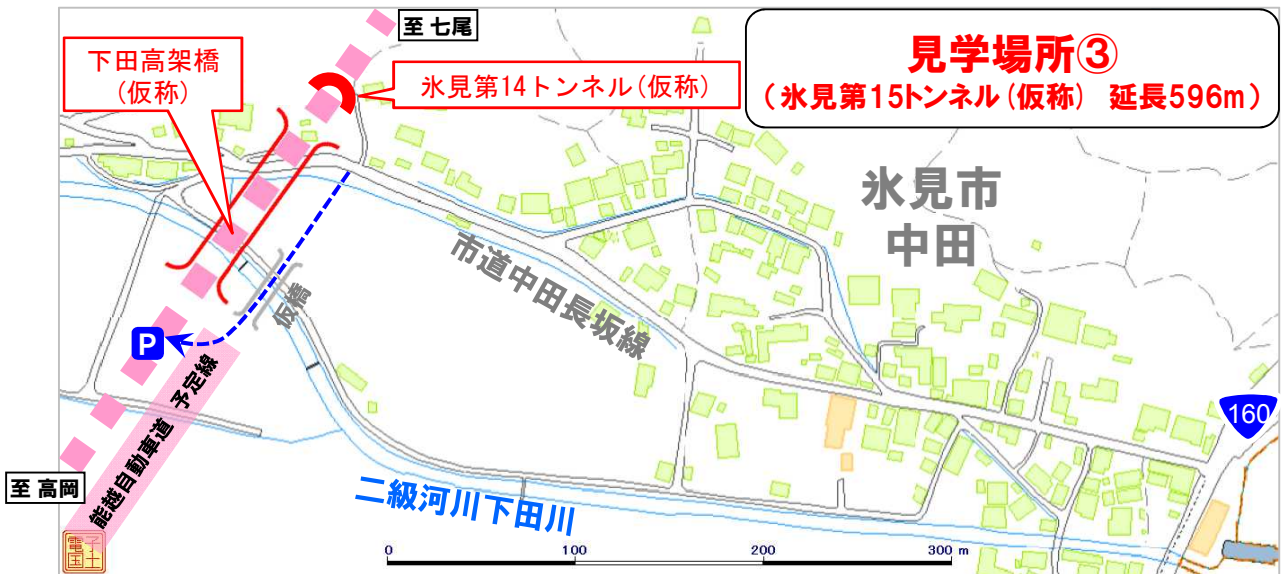 至 七尾
下田高架橋
(仮称)
氷見第14トンネル(仮称)
見学場所③
(氷見第15トンネル(仮称) 延長596m)
氷見市
中田
市道中田長坂線
仮橋
P
能越自動車道 予定線
160
至 高岡
二級河川下田川
0 100 200 300 m
電子
国土